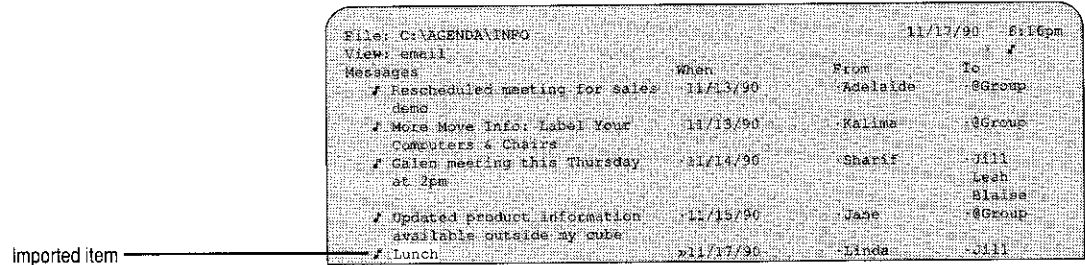 File: C:\AGENDA\INFO 11/17/90 6:16pm
View: email ♪
Messages When From To
♪ Rescheduled meeting for sales ·11/13/90 ·Adelaide ·@Group
demo
♪ More Move Info: Label Your ·11/13/90 ·Kalima ·@Group
Computers & Chairs
♪ Galen meeting this Thursday ·11/14/90 ·Sharif ·Jill
at 2pm Leah
Blaise
♪ Updated product information ·11/15/90 ·Jane ·@Group
available outside my cube
Imported item ♪ Lunch »11/17/90 ·Linda ·Jill